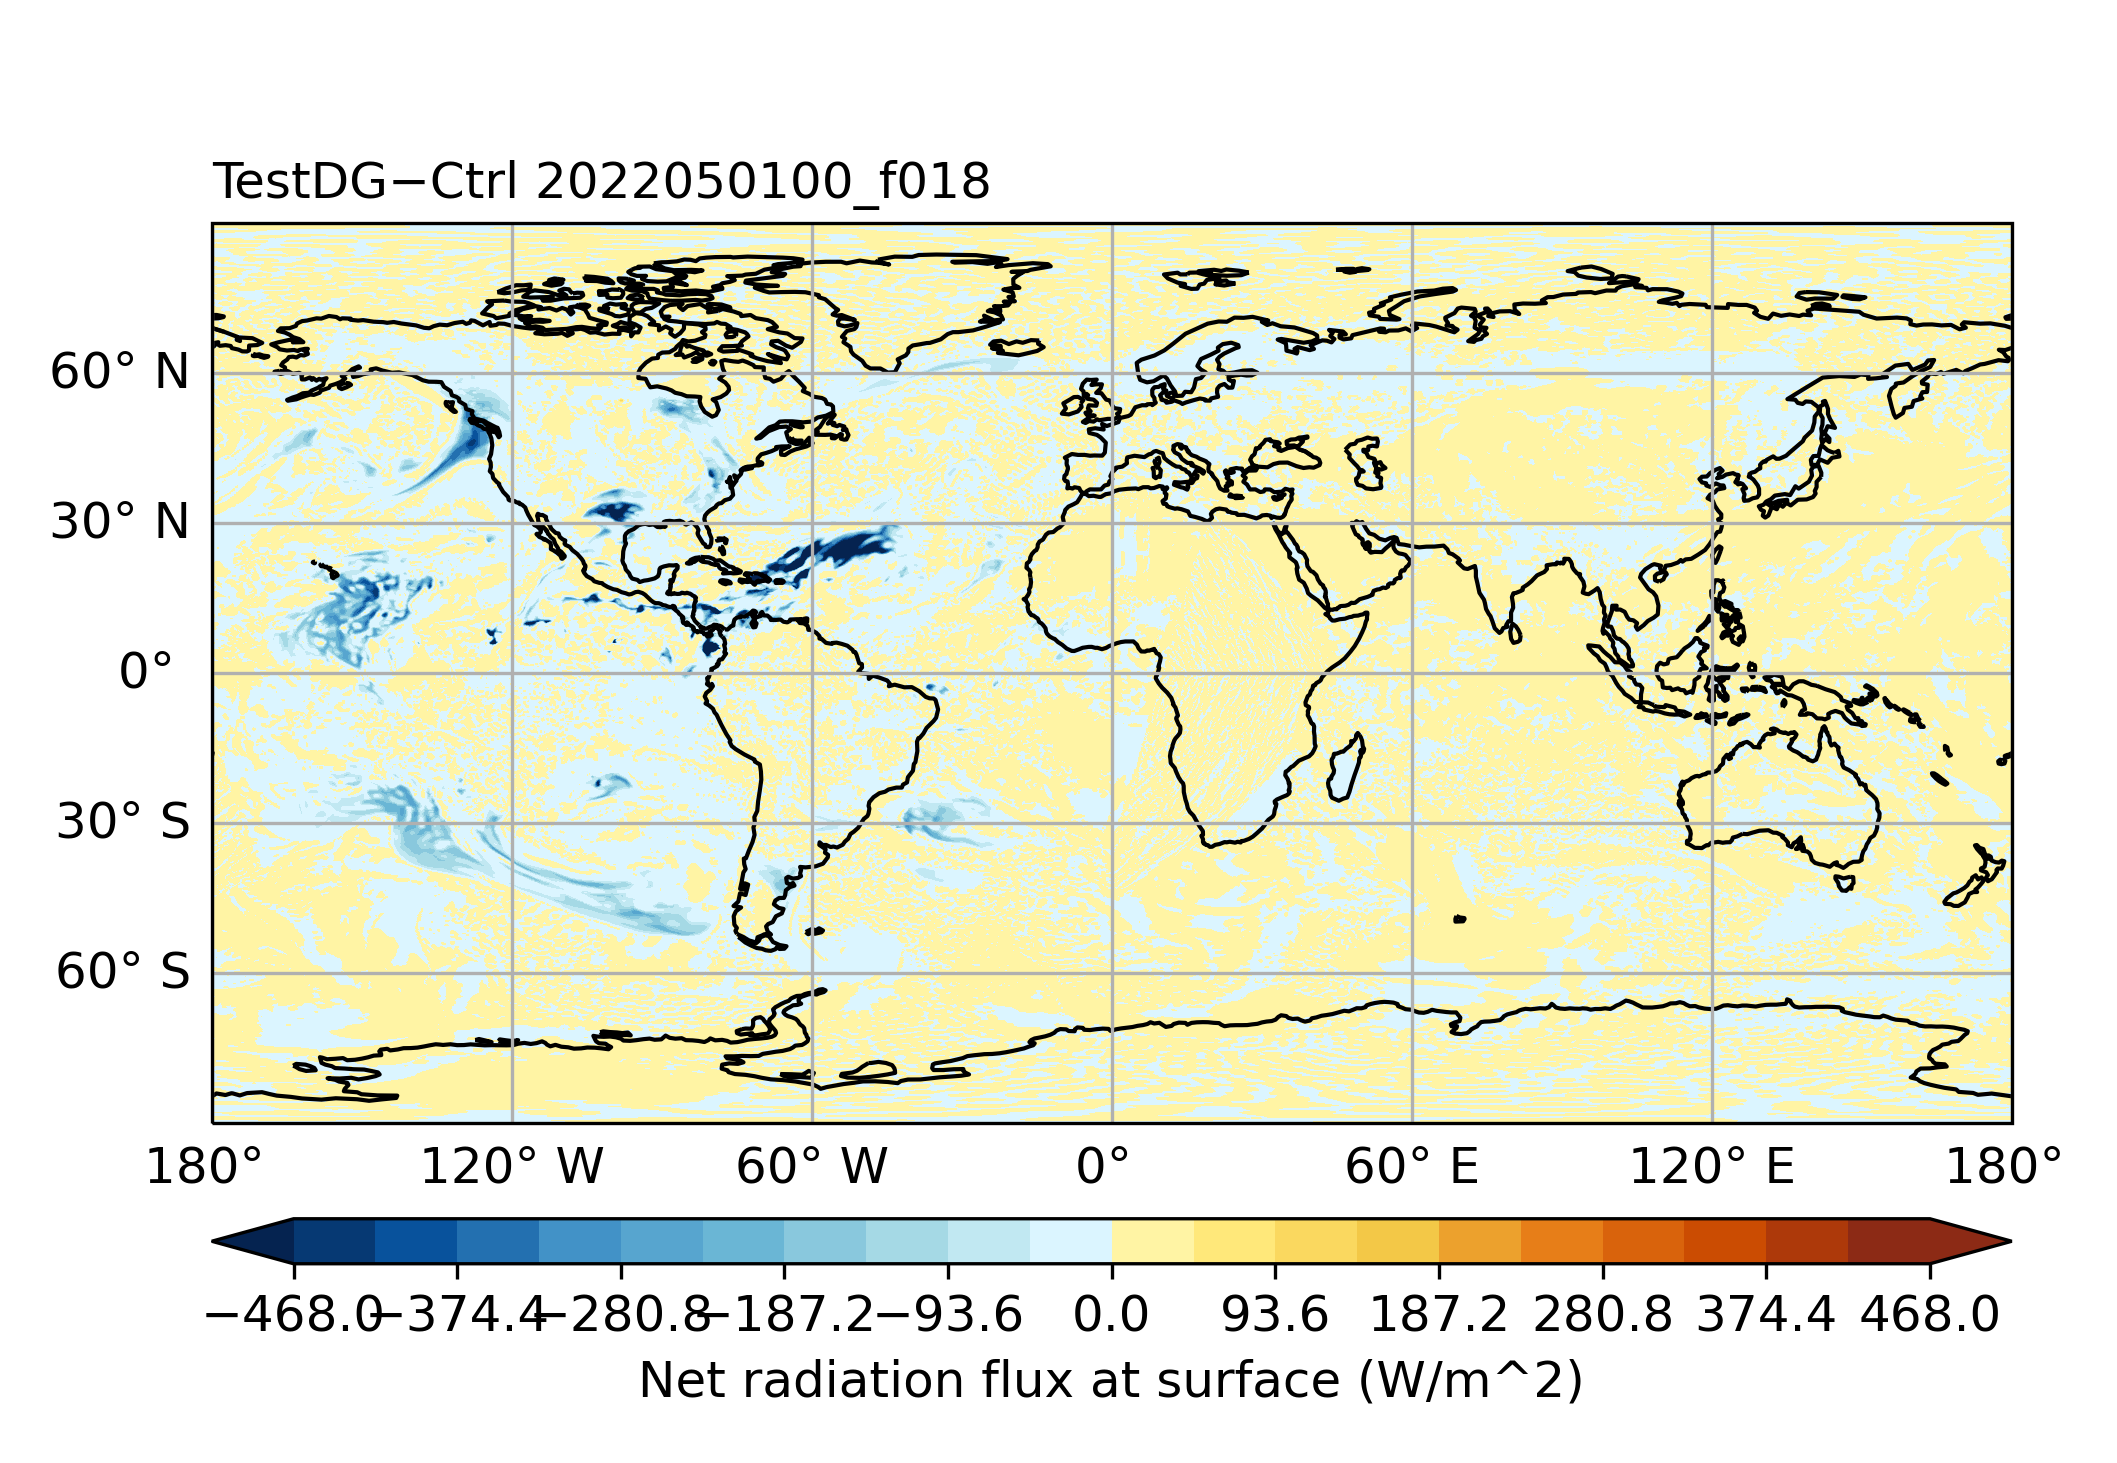 TestDG−Ctrl 2022050100_f018
60° N
30° N
0°
30° S
60° S
180° 120° W 60° W 0° 60° E 120° E 180°
−468.0 −374.4 −280.8 −187.2 −93.6 0.0 93.6 187.2 280.8 374.4 468.0
Net radiation flux at surface (W/m^2)